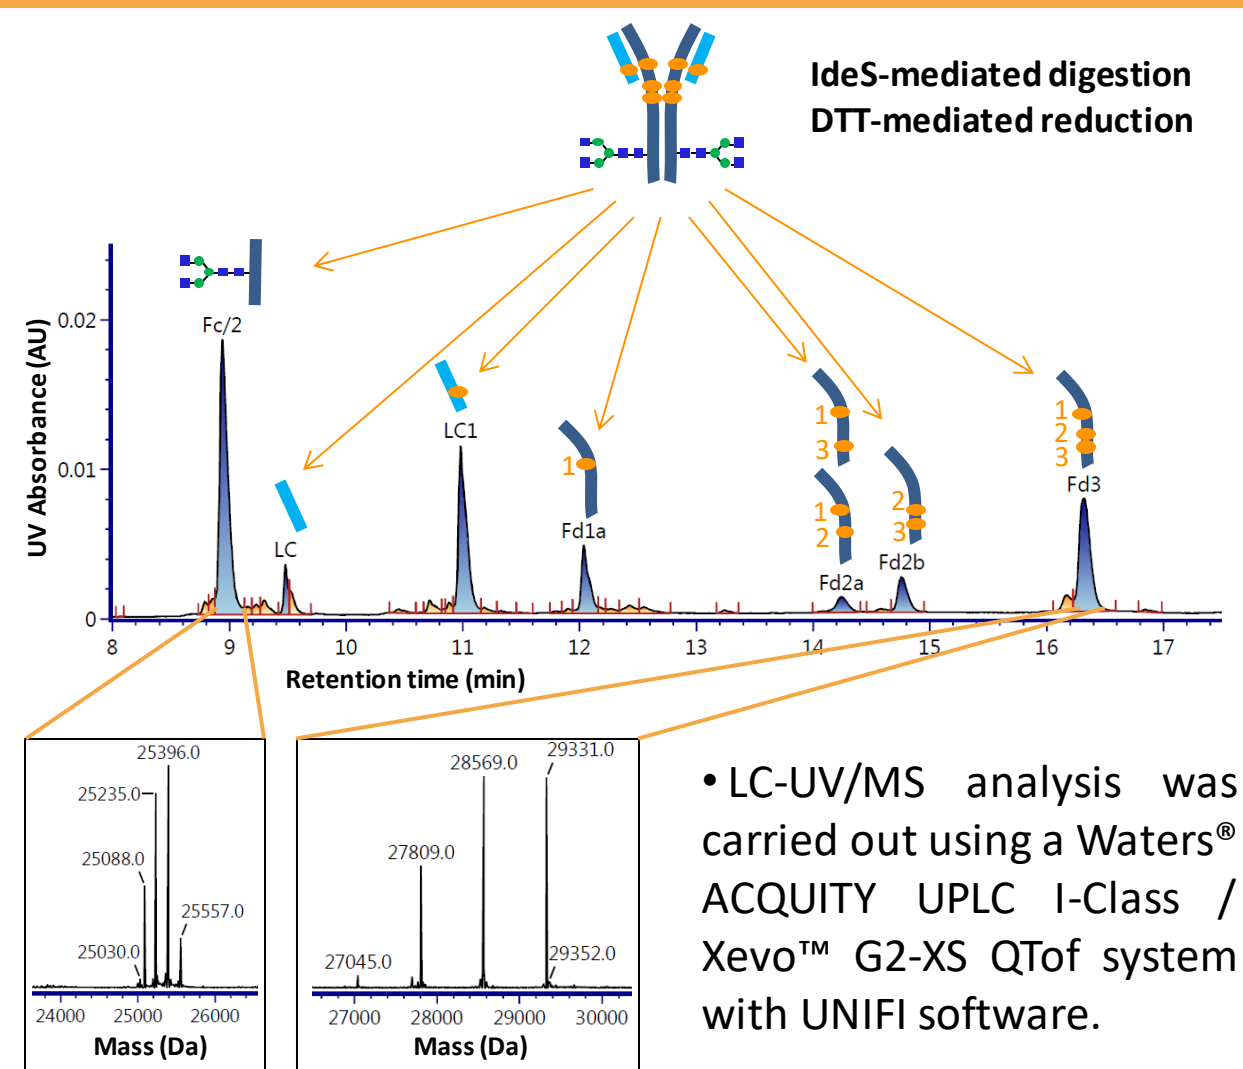 IdeS-mediated digestion
DTT-mediated reduction
UV Absorbance (AU)
0.02
0.01
0
Fc/2
LC
LC1
1
Fd1a
1
3
1
2
Fd2a
2
3
Fd2b
1
2
3
Fd3
8 9 10 11 12 13 14 15 16 17
Retention time (min)
25396.0
25235.0
25088.0
25557.0
25030.0
24000 25000 26000
Mass (Da)
29331.0
28569.0
27809.0
27045.0
29352.0
27000 28000 29000 30000
Mass (Da)
• LC-UV/MS analysis was
carried out using a Waters®
ACQUITY UPLC I-Class /
Xevo™ G2-XS QTof system
with UNIFI software.